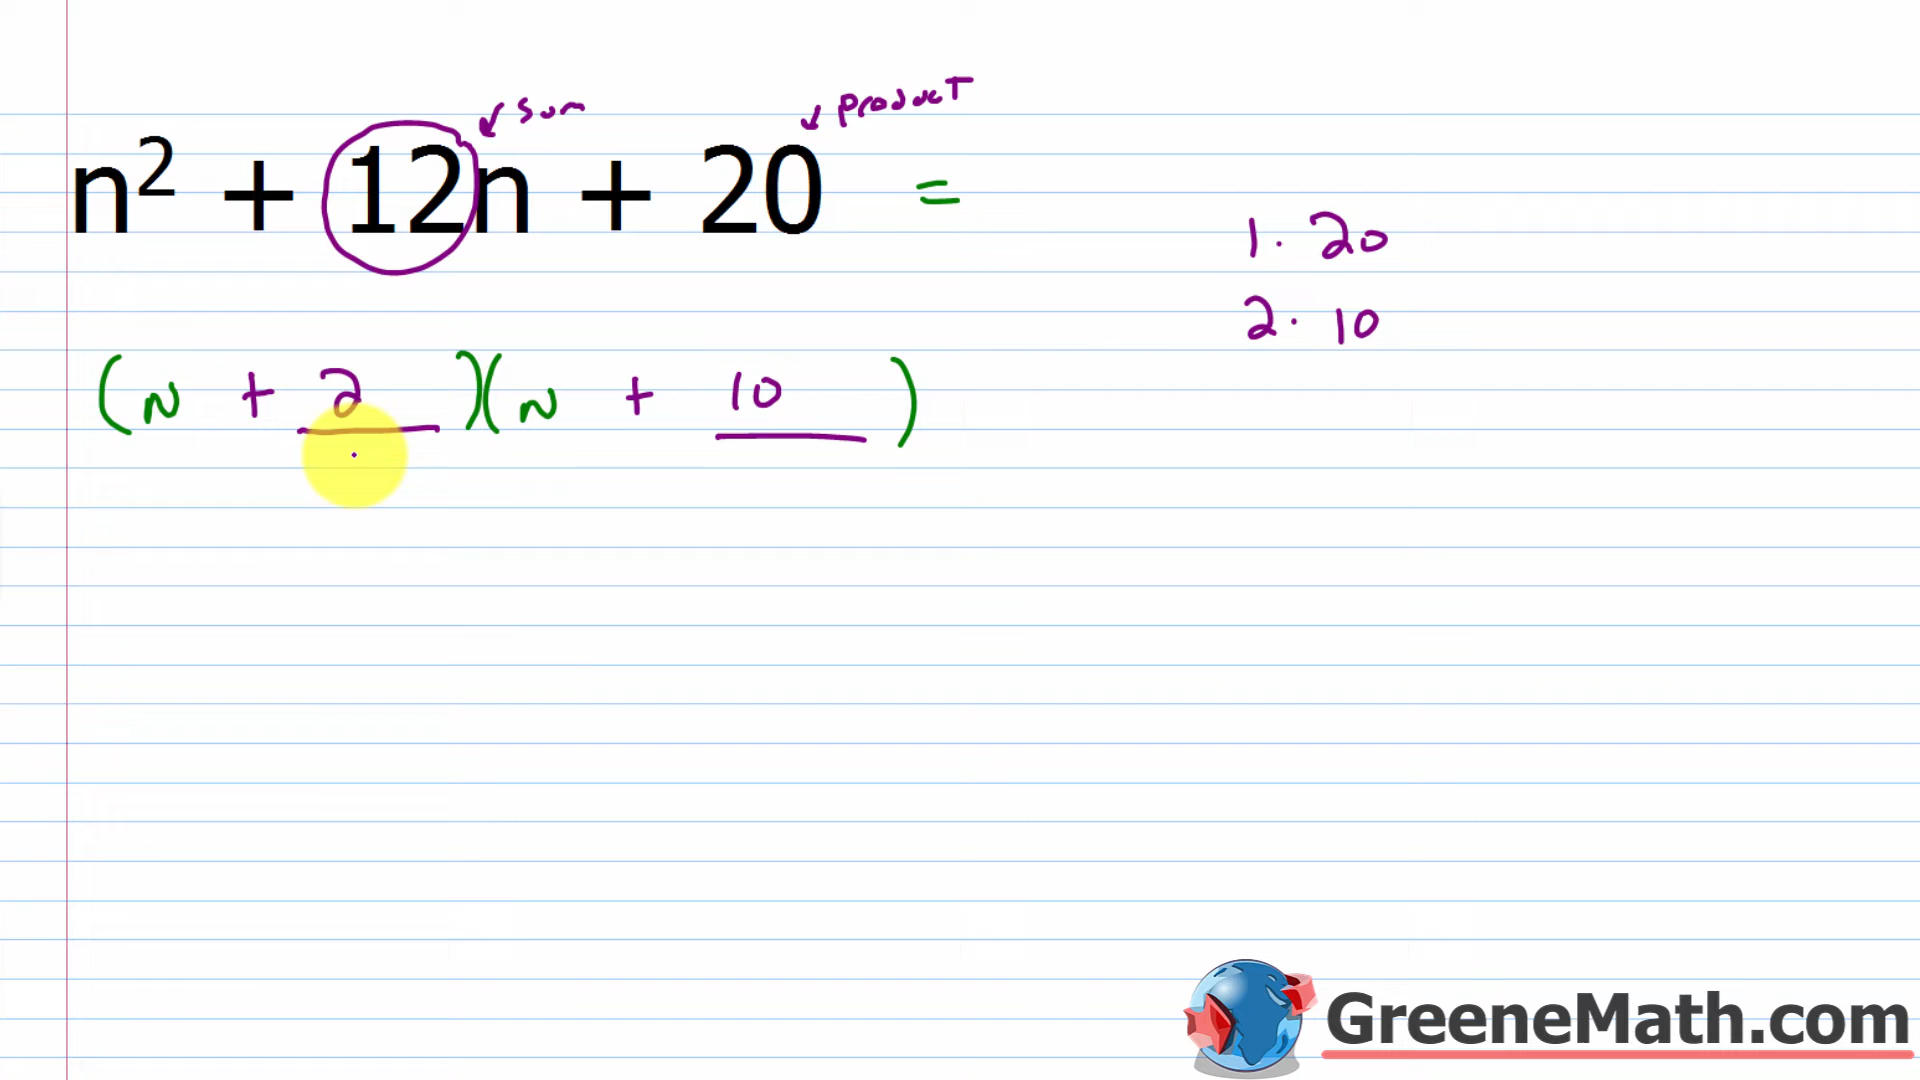 sum product
n² + 12n + 20 =
1 · 20
2 · 10
(n + 2)(n + 10)
GreeneMath.com